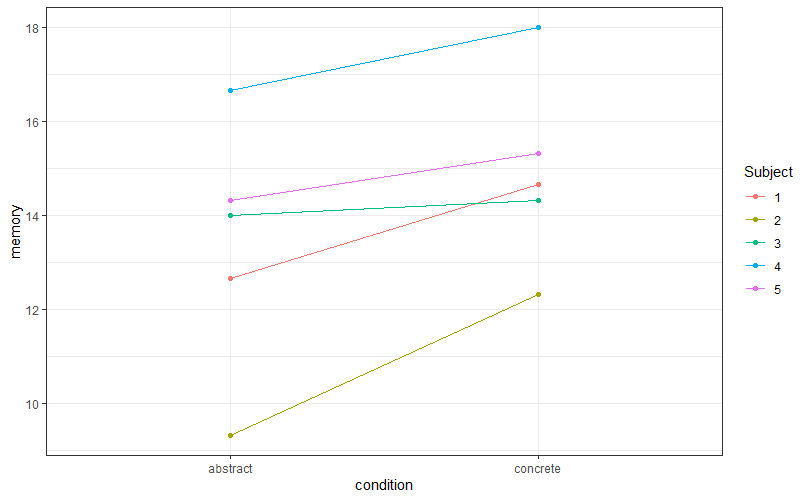 18
16
14
12
10
memory
abstract
concrete
condition
Subject
1
2
3
4
5